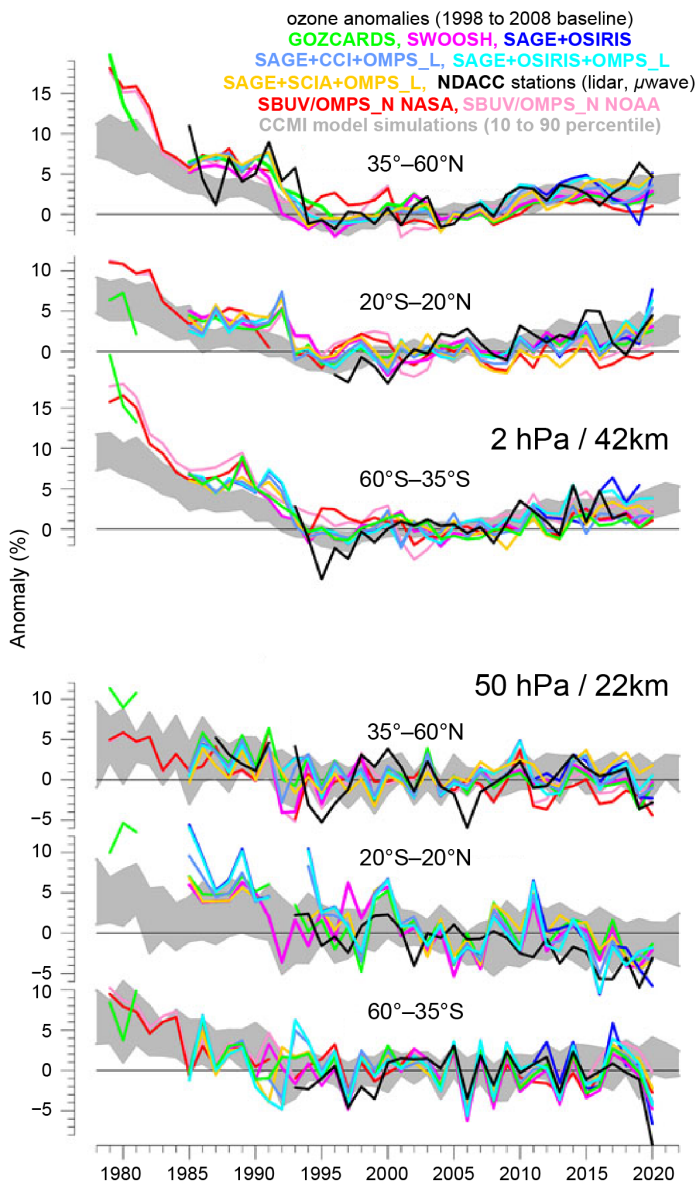 ozone anomalies (1998 to 2008 baseline)
GOZCARDS, SWOOSH, SAGE+OSIRIS
SAGE+CCI+OMPS_L, SAGE+OSIRIS+OMPS_L
SAGE+SCIA+OMPS_L, NDACC stations (lidar, µwave)
SBUV/OMPS_N NASA, SBUV/OMPS_N NOAA
CCMI model simulations (10 to 90 percentile)
35°–60°N
15
10
5
0
20°S–20°N
10
5
0
2 hPa / 42km
60°S–35°S
15
10
5
0
Anomaly (%)
50 hPa / 22km
35°–60°N
10
5
0
−5
20°S–20°N
10
5
0
−5
60°–35°S
10
5
0
−5
1980 1985 1990 1995 2000 2005 2010 2015 2020